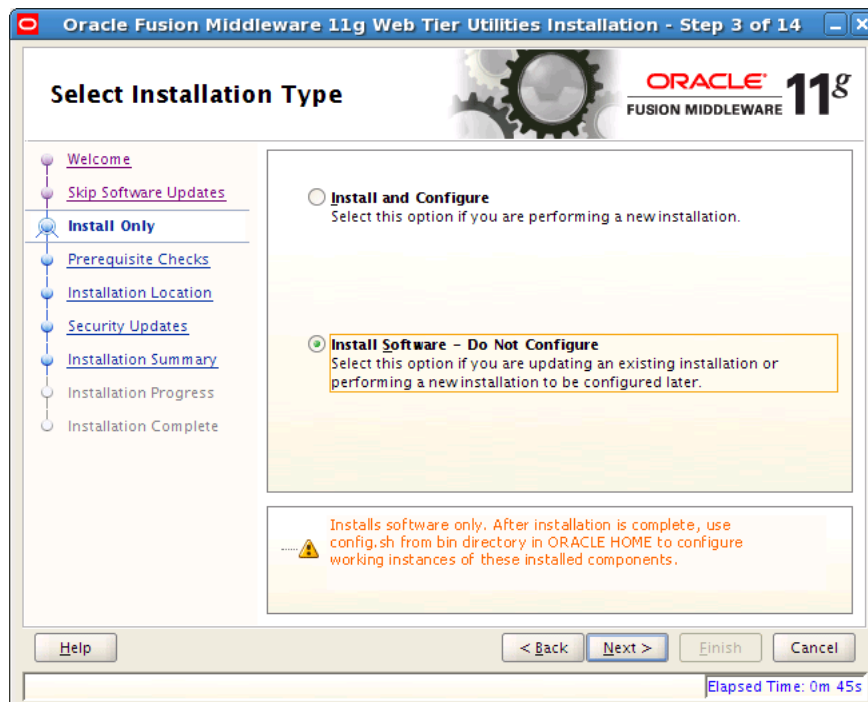 Oracle Fusion Middleware 11g Web Tier Utilities Installation - Step 3 of 14
Select Installation Type
ORACLE
FUSION MIDDLEWARE 11g
Welcome
Skip Software Updates
Install Only
Prerequisite Checks
Installation Location
Security Updates
Installation Summary
Installation Progress
Installation Complete
Install and Configure
Select this option if you are performing a new installation.
Install Software - Do Not Configure
Select this option if you are updating an existing installation or
performing a new installation to be configured later.
Installs software only. After installation is complete, use
config.sh from bin directory in ORACLE HOME to configure
working instances of these installed components.
Help
< Back
Next >
Finish
Cancel
Elapsed Time: 0m 45s